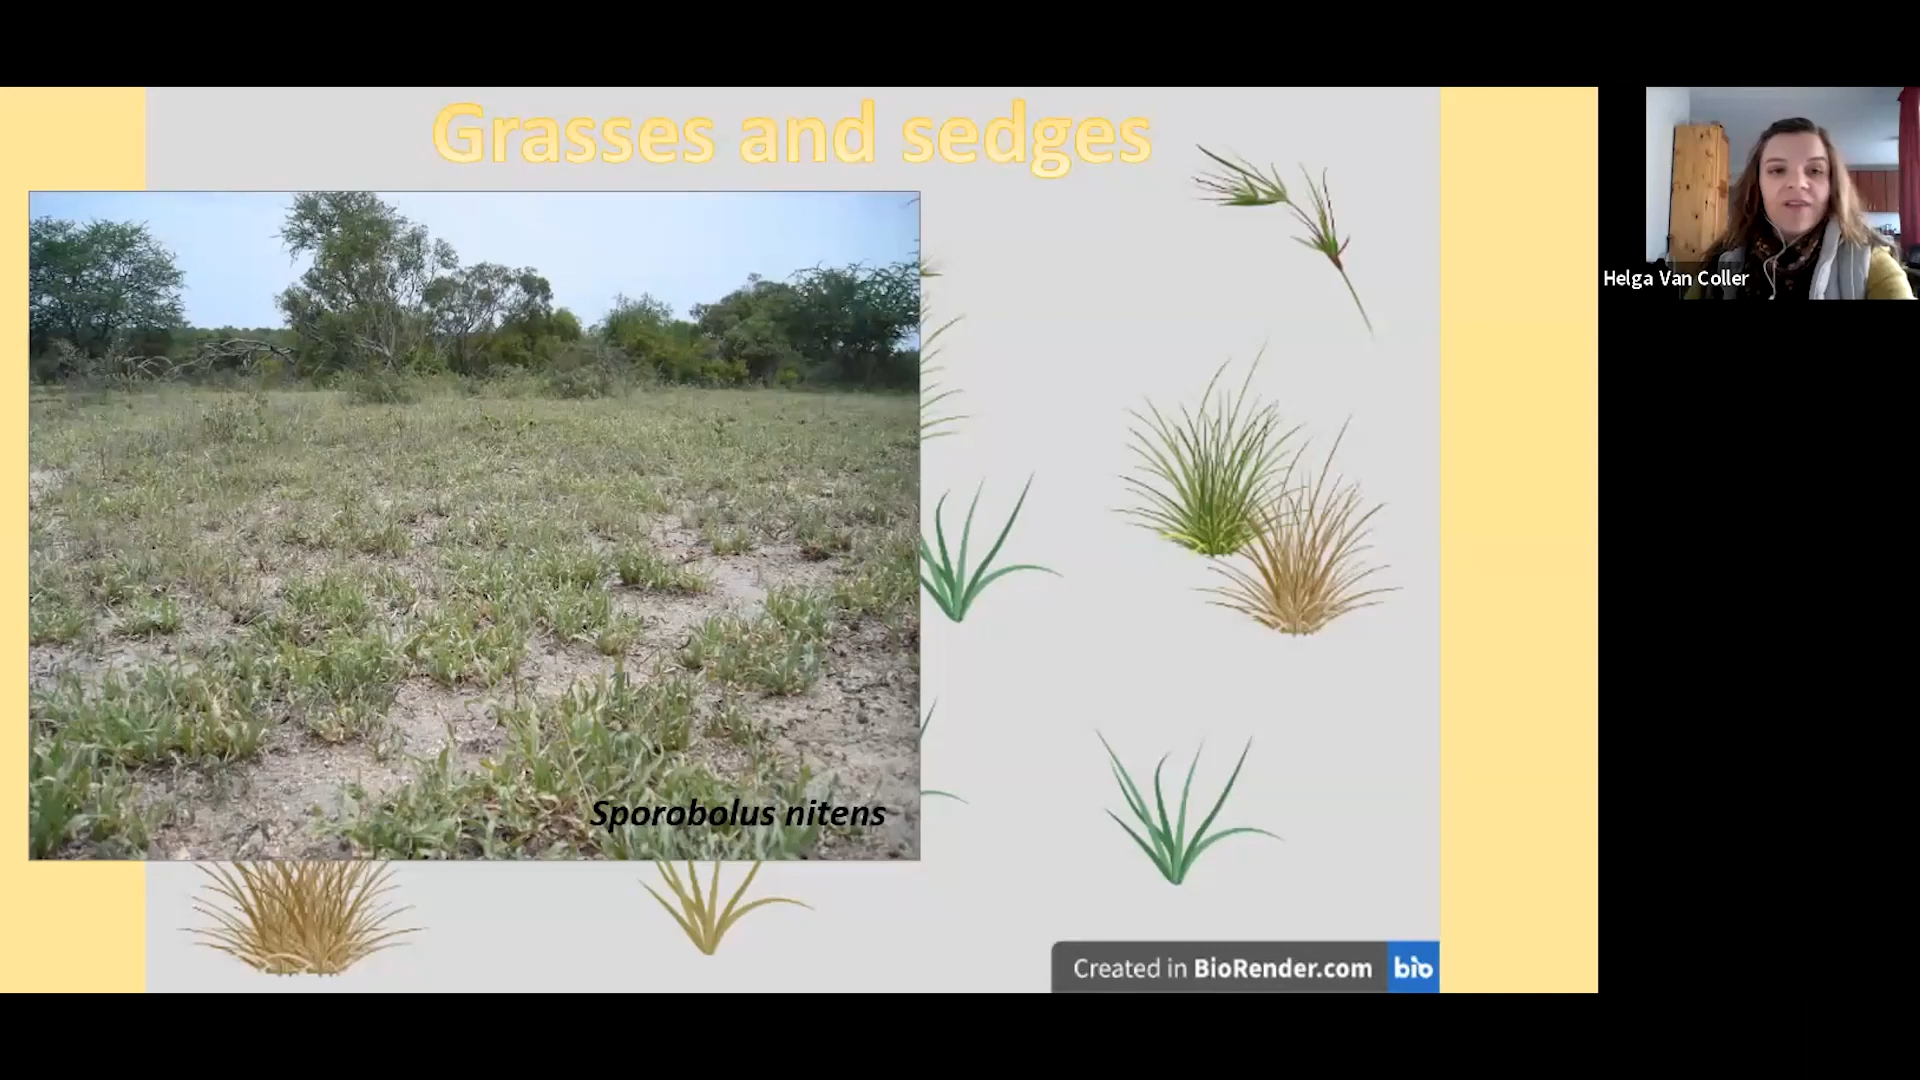 Grasses and sedges
Helga Van Coller
Sporobolus nitens
Created in BioRender.com bio